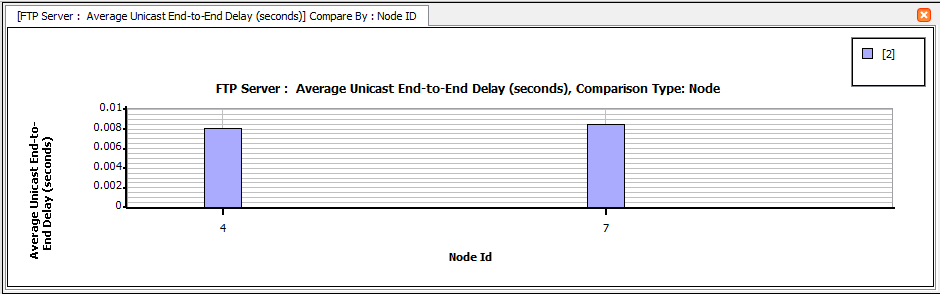 [FTP Server :  Average Unicast End-to-End Delay (seconds)] Compare By : Node ID
[2]
FTP Server :  Average Unicast End-to-End Delay (seconds), Comparison Type: Node
Average Unicast End-to-
End Delay (seconds)
0.01
0.008
0.006
0.004
0.002
0
4
7
Node Id